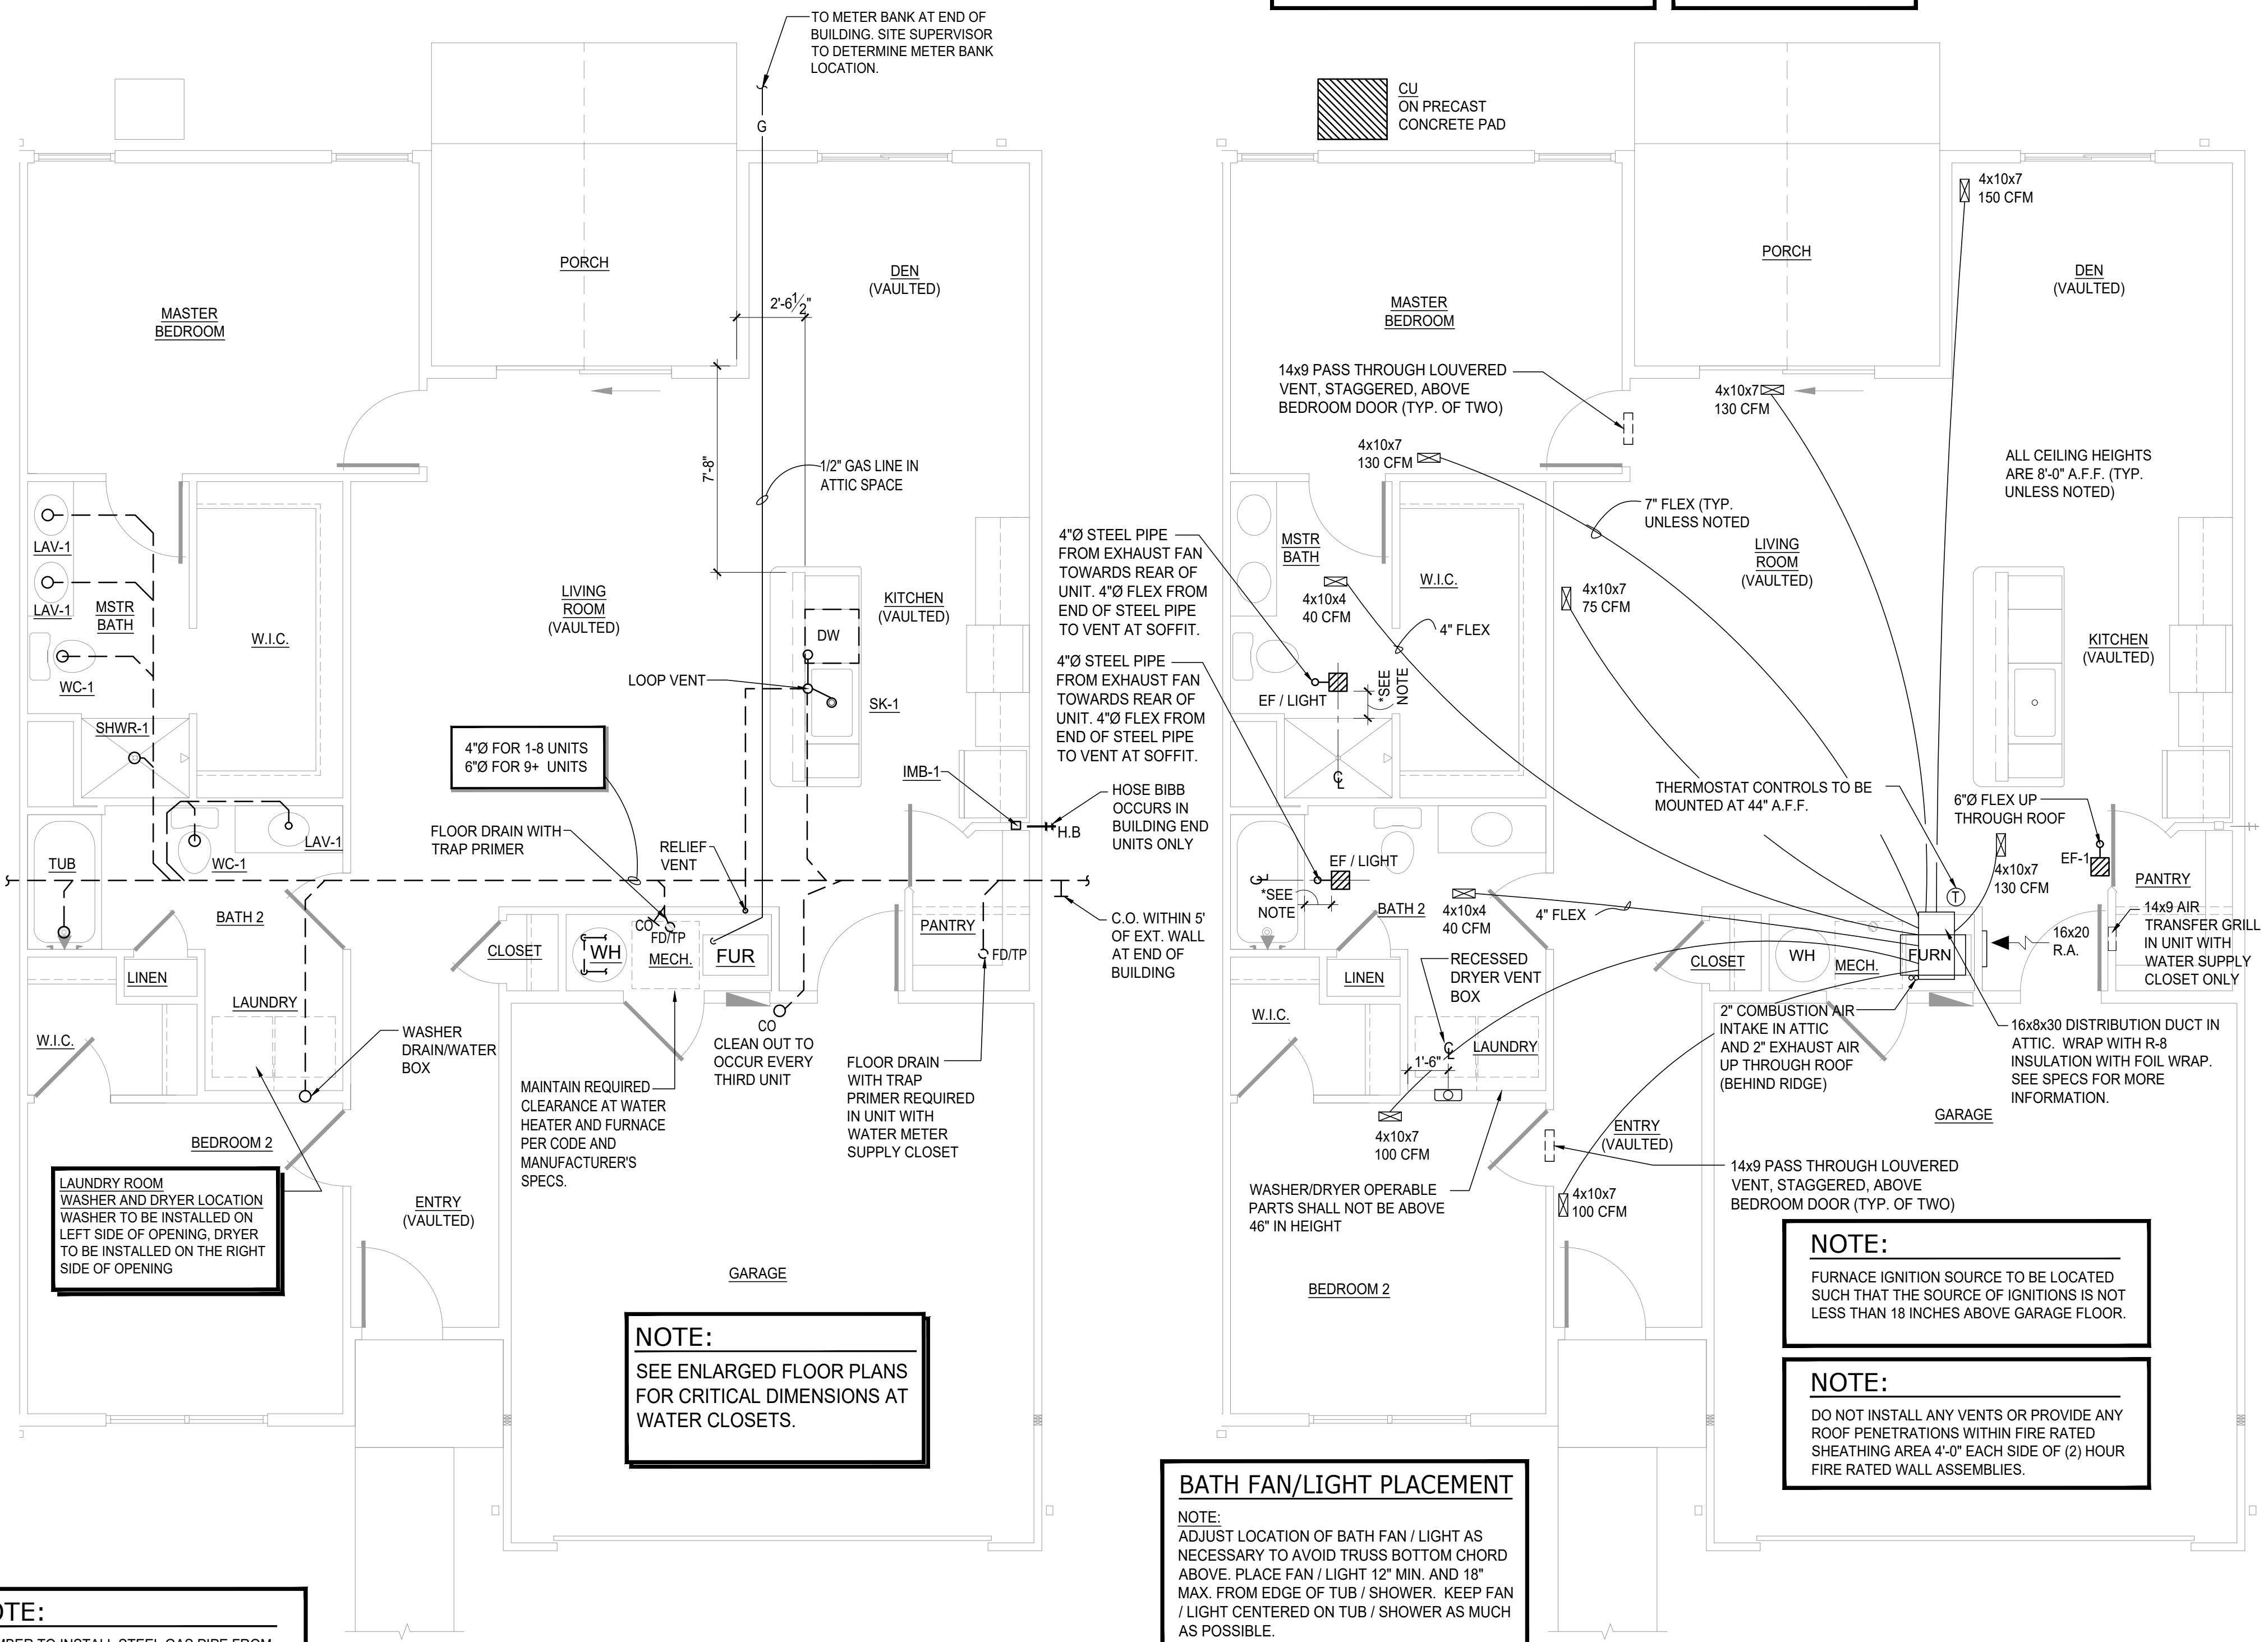 TO METER BANK AT END OF
BUILDING. SITE SUPERVISOR
TO DETERMINE METER BANK
LOCATION.
G
PORCH
DEN
(VAULTED)
2'-6 1/2"
MASTER
BEDROOM
7'-8"
1/2" GAS LINE IN
ATTIC SPACE
LAV-1
LAV-1
MSTR
BATH
W.I.C.
WC-1
SHWR-1
LIVING
ROOM
(VAULTED)
KITCHEN
(VAULTED)
DW
LOOP VENT
SK-1
4"Ø FOR 1-8 UNITS
6"Ø FOR 9+ UNITS
IMB-1
HOSE BIBB
OCCURS IN
BUILDING END
UNITS ONLY
H.B
FLOOR DRAIN WITH
TRAP PRIMER
RELIEF
VENT
LAV-1
WC-1
TUB
BATH 2
CO
FD/TP
MECH.
WH
FUR
CLOSET
PANTRY
FD/TP
C.O. WITHIN 5'
OF EXT. WALL
AT END OF
BUILDING
LINEN
LAUNDRY
W.I.C.
WASHER
DRAIN/WATER
BOX
CO
CLEAN OUT TO
OCCUR EVERY
THIRD UNIT
MAINTAIN REQUIRED
CLEARANCE AT WATER
HEATER AND FURNACE
PER CODE AND
MANUFACTURER'S
SPECS.
FLOOR DRAIN
WITH TRAP
PRIMER REQUIRED
IN UNIT WITH
WATER METER
SUPPLY CLOSET
BEDROOM 2
LAUNDRY ROOM
WASHER AND DRYER LOCATION
WASHER TO BE INSTALLED ON
LEFT SIDE OF OPENING, DRYER
TO BE INSTALLED ON THE RIGHT
SIDE OF OPENING
ENTRY
(VAULTED)
GARAGE
NOTE:
SEE ENLARGED FLOOR PLANS
FOR CRITICAL DIMENSIONS AT
WATER CLOSETS.
CU
ON PRECAST
CONCRETE PAD
4x10x7
150 CFM
PORCH
DEN
(VAULTED)
MASTER
BEDROOM
14x9 PASS THROUGH LOUVERED
VENT, STAGGERED, ABOVE
BEDROOM DOOR (TYP. OF TWO)
4x10x7
130 CFM
4x10x7
130 CFM
ALL CEILING HEIGHTS
ARE 8'-0" A.F.F. (TYP.
UNLESS NOTED)
7" FLEX (TYP.
UNLESS NOTED
4"Ø STEEL PIPE
FROM EXHAUST FAN
TOWARDS REAR OF
UNIT. 4"Ø FLEX FROM
END OF STEEL PIPE
TO VENT AT SOFFIT.
MSTR
BATH
LIVING
ROOM
(VAULTED)
W.I.C.
4x10x4
40 CFM
4x10x7
75 CFM
4" FLEX
KITCHEN
(VAULTED)
4"Ø STEEL PIPE
FROM EXHAUST FAN
TOWARDS REAR OF
UNIT. 4"Ø FLEX FROM
END OF STEEL PIPE
TO VENT AT SOFFIT.
EF / LIGHT
*SEE
NOTE
CL
THERMOSTAT CONTROLS TO BE
MOUNTED AT 44" A.F.F.
6"Ø FLEX UP
THROUGH ROOF
EF / LIGHT
CL
*SEE
NOTE
BATH 2
4x10x4
40 CFM
4" FLEX
T
4x10x7
130 CFM
EF-1
PANTRY
14x9 AIR
TRANSFER GRILL
IN UNIT WITH
WATER SUPPLY
CLOSET ONLY
16x20
R.A.
FURN
WH
MECH.
CLOSET
LINEN
RECESSED
DRYER VENT
BOX
W.I.C.
CL
LAUNDRY
1'-6"
2" COMBUSTION AIR
INTAKE IN ATTIC
AND 2" EXHAUST AIR
UP THROUGH ROOF
(BEHIND RIDGE)
16x8x30 DISTRIBUTION DUCT IN
ATTIC. WRAP WITH R-8
INSULATION WITH FOIL WRAP.
SEE SPECS FOR MORE
INFORMATION.
GARAGE
4x10x7
100 CFM
ENTRY
(VAULTED)
14x9 PASS THROUGH LOUVERED
VENT, STAGGERED, ABOVE
BEDROOM DOOR (TYP. OF TWO)
WASHER/DRYER OPERABLE
PARTS SHALL NOT BE ABOVE
46" IN HEIGHT
4x10x7
100 CFM
BEDROOM 2
NOTE:
FURNACE IGNITION SOURCE TO BE LOCATED
SUCH THAT THE SOURCE OF IGNITIONS IS NOT
LESS THAN 18 INCHES ABOVE GARAGE FLOOR.
NOTE:
DO NOT INSTALL ANY VENTS OR PROVIDE ANY
ROOF PENETRATIONS WITHIN FIRE RATED
SHEATHING AREA 4'-0" EACH SIDE OF (2) HOUR
FIRE RATED WALL ASSEMBLIES.
BATH FAN/LIGHT PLACEMENT
NOTE:
ADJUST LOCATION OF BATH FAN / LIGHT AS
NECESSARY TO AVOID TRUSS BOTTOM CHORD
ABOVE. PLACE FAN / LIGHT 12" MIN. AND 18"
MAX. FROM EDGE OF TUB / SHOWER. KEEP FAN
/ LIGHT CENTERED ON TUB / SHOWER AS MUCH
AS POSSIBLE.
TO INSTALL STEEL GAS PIPE FROM